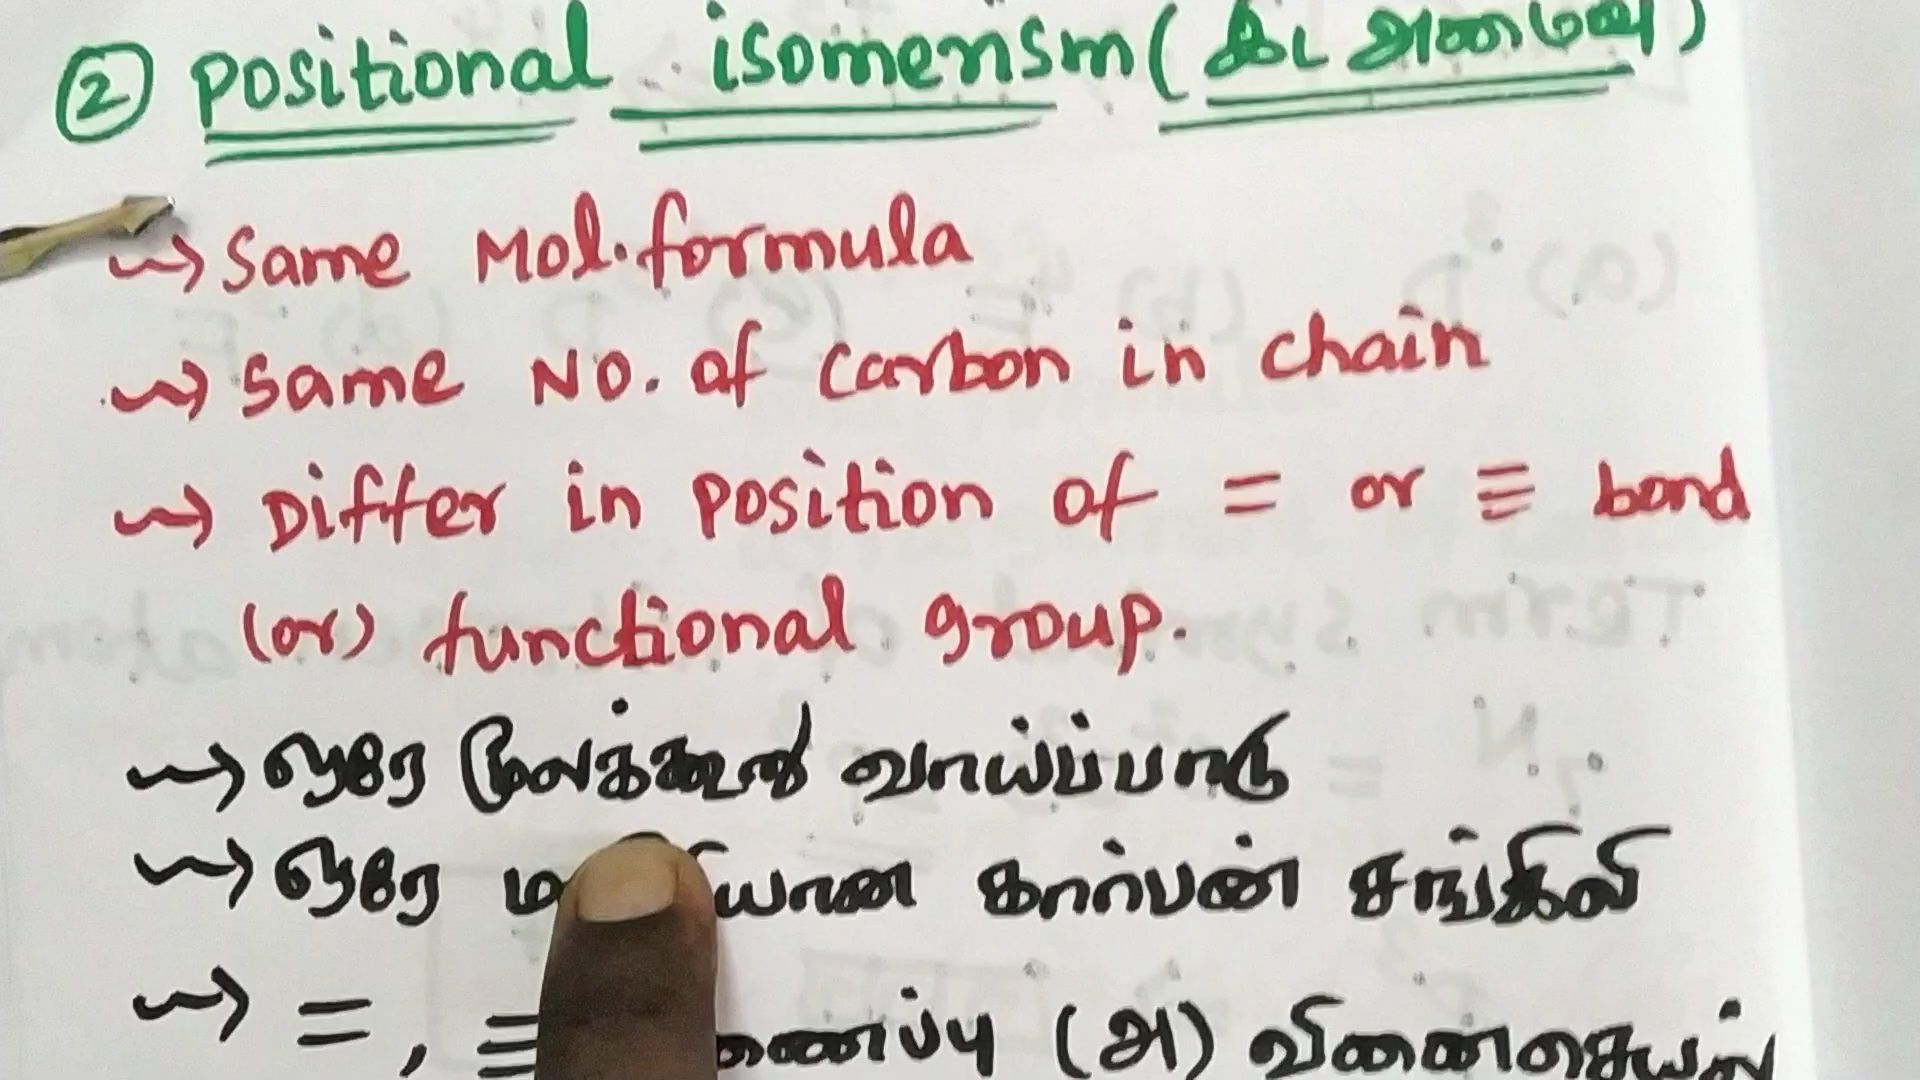 ② Positional isomerism (இட அமைவு)
↝ Same Mol. formula
↝ Same No. of carbon in chain
↝ Differ in position of = or ≡ bond
(or) functional group.
↝ ஒரே மூலக்கூறு வாய்ப்பாடு
↝ ஒரே கார்பன் சங்கிலி
↝ =, ≡ (அ)